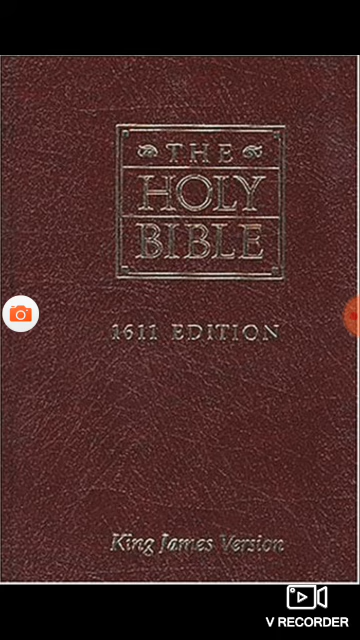 THE
HOLY
BIBLE
1611 EDITION
King James Version
V RECORDER